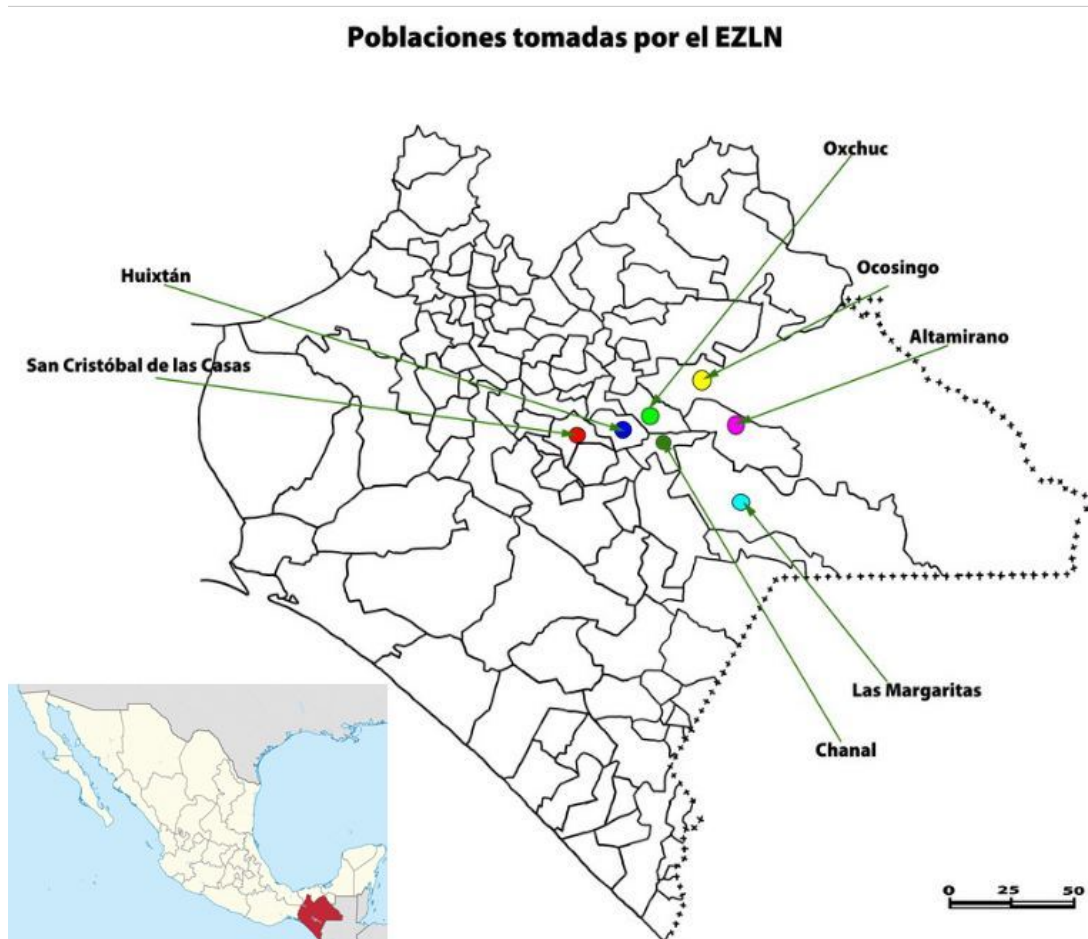 Poblaciones tomadas por el EZLN
Oxchuc
Huixtán
Ocosingo
Altamirano
San Cristóbal de las Casas
Las Margaritas
Chanal
0 25 50